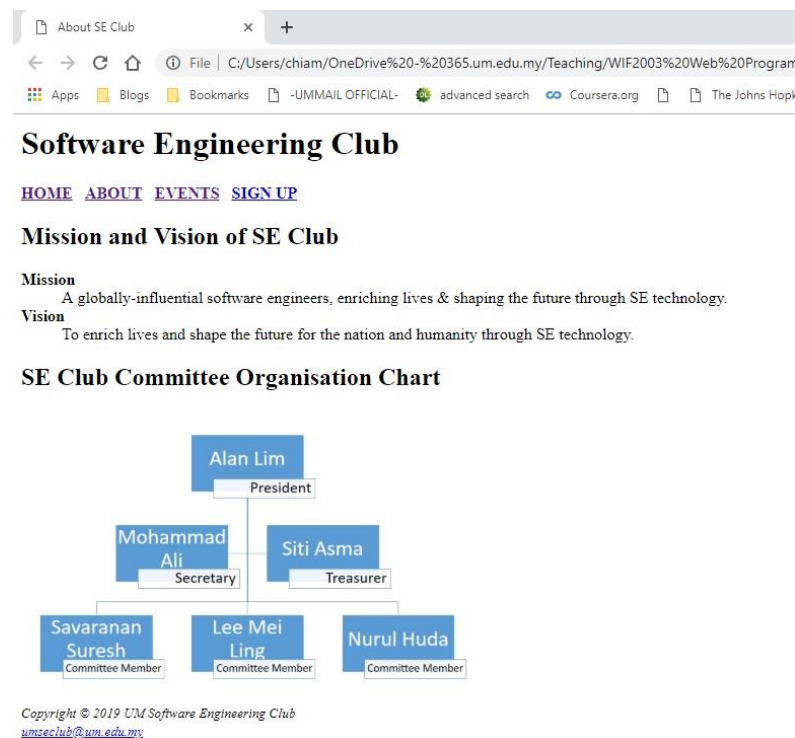 About SE Club
File | C:/Users/chiam/OneDrive%20-%20365.um.edu.my/Teaching/WIF2003%20Web%20Program
Apps Blogs Bookmarks -UMMAIL OFFICIAL- advanced search Coursera.org The Johns Hopk
Software Engineering Club
HOME ABOUT EVENTS SIGN UP
Mission and Vision of SE Club
Mission
A globally-influential software engineers, enriching lives & shaping the future through SE technology.
Vision
To enrich lives and shape the future for the nation and humanity through SE technology.
SE Club Committee Organisation Chart
Alan Lim
President
Mohammad
Ali
Secretary
Siti Asma
Treasurer
Savaranan
Suresh
Committee Member
Lee Mei
Ling
Committee Member
Nurul Huda
Committee Member
Copyright © 2019 UM Software Engineering Club
umseclub@um.edu.my